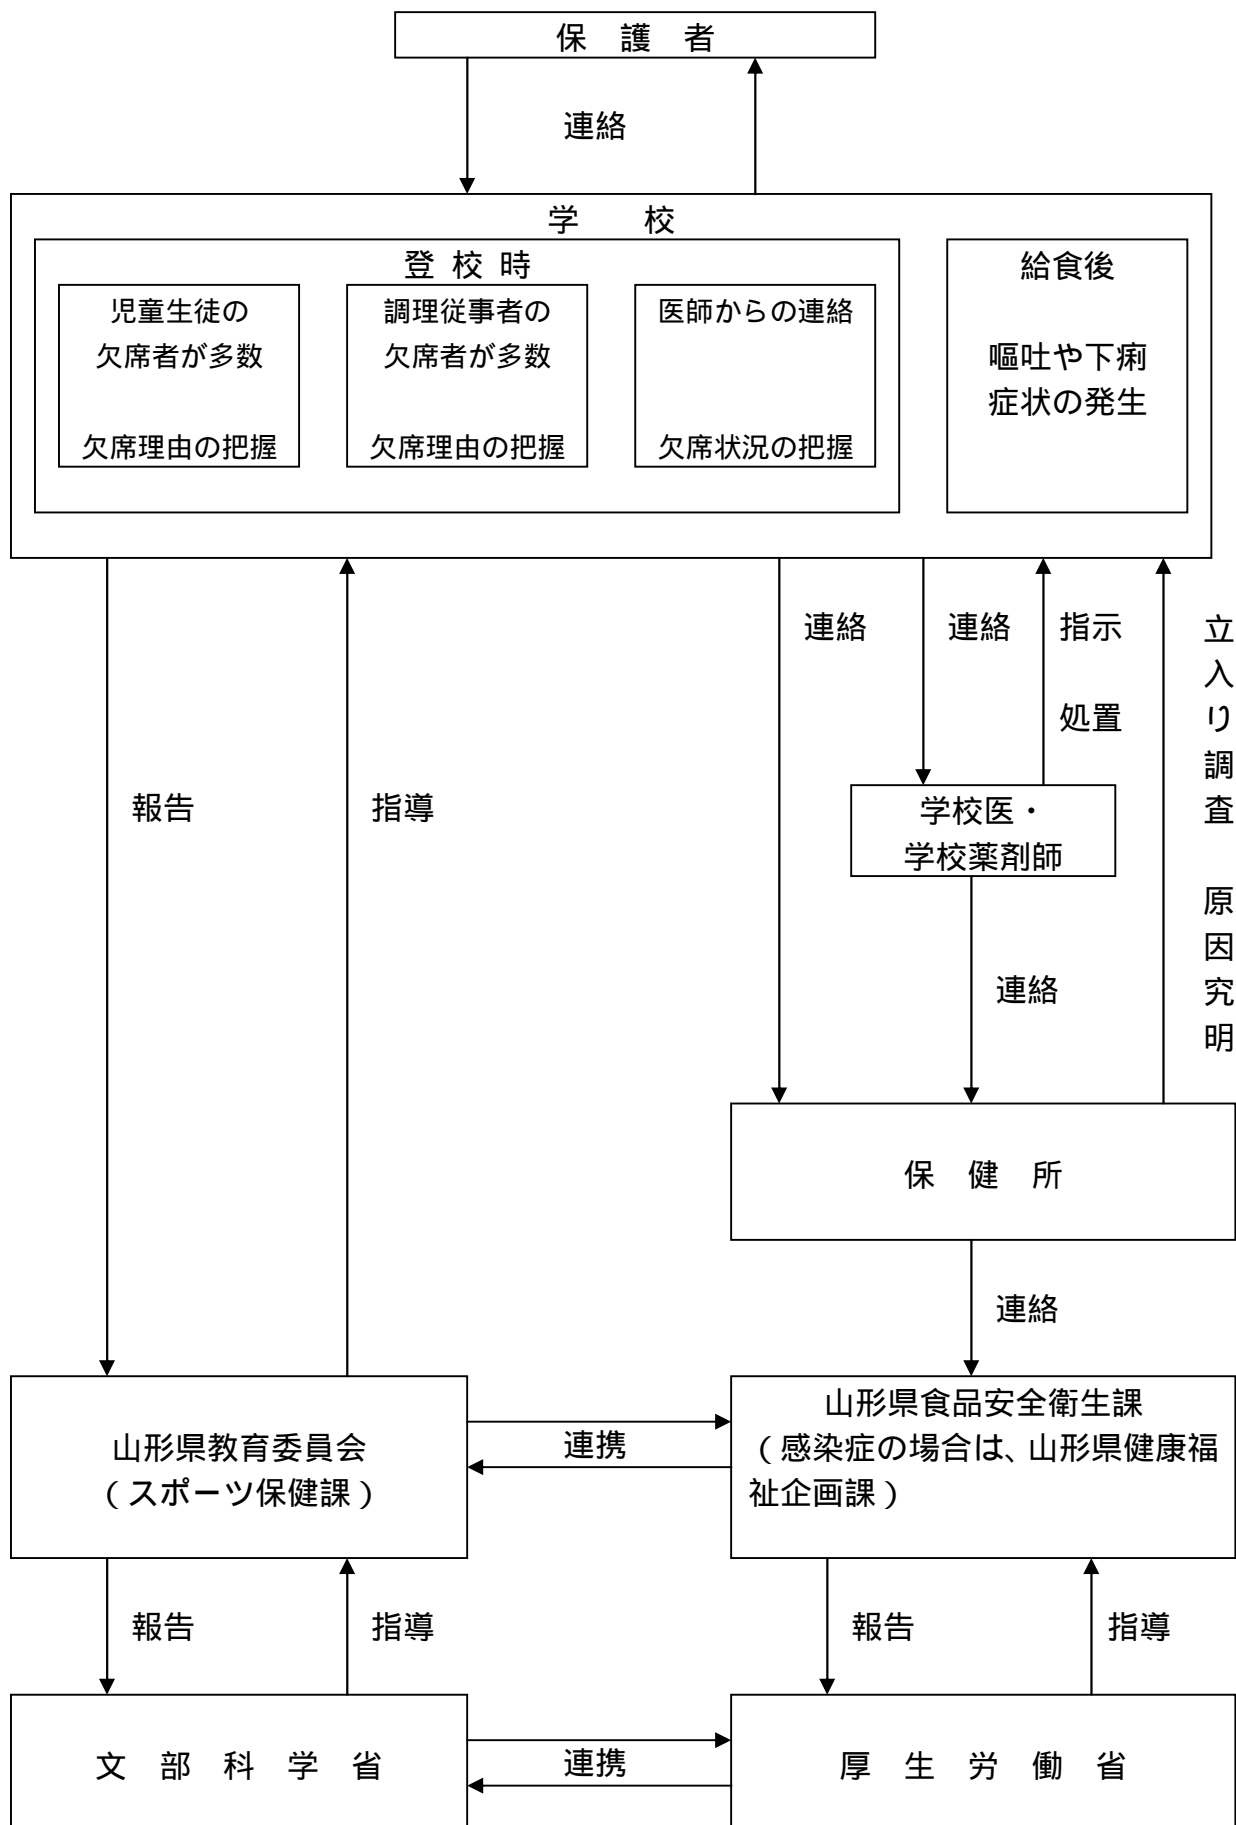 保 護 者
連絡
学 校
登 校 時
児童生徒の
欠席者が多数
欠席理由の把握
調理従事者の
欠席者が多数
欠席理由の把握
医師からの連絡
欠席状況の把握
給食後
嘔吐や下痢
症状の発生
連絡
連絡
指示
処置
立入り調査 原因究明
報告
指導
学校医・
学校薬剤師
連絡
保 健 所
連絡
山形県教育委員会
（スポーツ保健課）
連携
山形県食品安全衛生課
（感染症の場合は、山形県健康福
祉企画課）
報告
指導
報告
指導
文 部 科 学 省
連携
厚 生 労 働 省